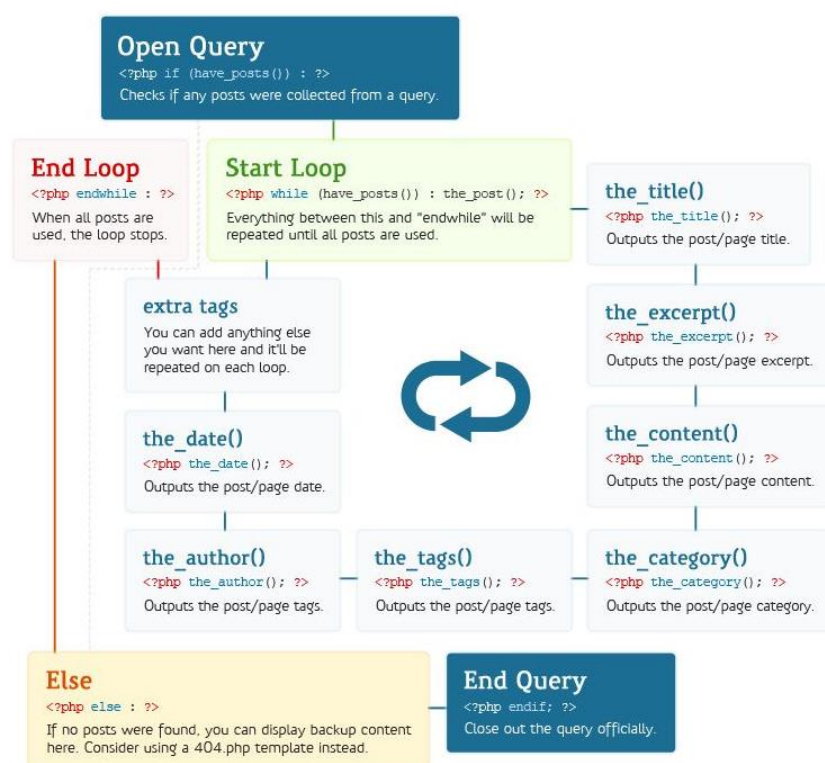 Open Query
<?php if (have_posts()) : ?>
Checks if any posts were collected from a query.
End Loop
<?php endwhile : ?>
When all posts are
used, the loop stops.
Start Loop
<?php while (have_posts()) : the_post(); ?>
Everything between this and "endwhile" will be
repeated until all posts are used.
the_title()
<?php the_title(); ?>
Outputs the post/page title.
the_excerpt()
<?php the_excerpt(); ?>
Outputs the post/page excerpt.
the_content()
<?php the_content(); ?>
Outputs the post/page content.
the_category()
<?php the_category(); ?>
Outputs the post/page category.
the_tags()
<?php the_tags(); ?>
Outputs the post/page tags.
the_author()
<?php the_author(); ?>
Outputs the post/page tags.
the_date()
<?php the_date(); ?>
Outputs the post/page date.
extra tags
You can add anything else
you want here and it'll be
repeated on each loop.
Else
<?php else : ?>
If no posts were found, you can display backup content
here. Consider using a 404.php template instead.
End Query
<?php endif; ?>
Close out the query officially.